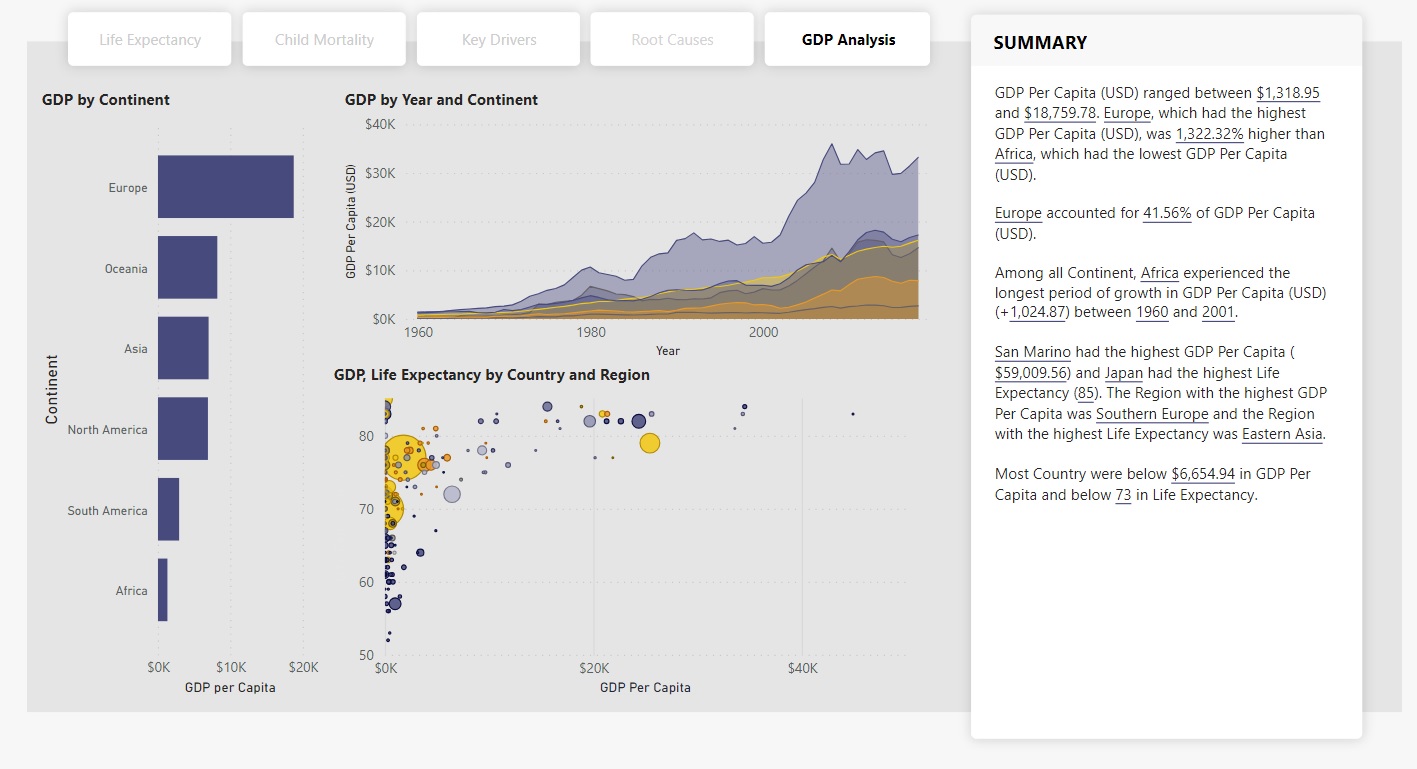 Life Expectancy
Child Mortality
Key Drivers
Root Causes
GDP Analysis
GDP by Continent
Continent
Europe
Oceania
Asia
North America
South America
Africa
$0K
$10K
$20K
GDP per Capita
GDP by Year and Continent
GDP Per Capita (USD)
$40K
$30K
$20K
$10K
$0K
1960
1980
2000
Year
GDP, Life Expectancy by Country and Region
80
70
60
50
$0K
$20K
$40K
GDP Per Capita
SUMMARY
GDP Per Capita (USD) ranged between $1,318.95
and $18,759.78. Europe, which had the highest
GDP Per Capita (USD), was 1,322.32% higher than
Africa, which had the lowest GDP Per Capita
(USD).
Europe accounted for 41.56% of GDP Per Capita
(USD).
Among all Continent, Africa experienced the
longest period of growth in GDP Per Capita (USD)
(+1,024.87) between 1960 and 2001.
San Marino had the highest GDP Per Capita (
$59,009.56) and Japan had the highest Life
Expectancy (85). The Region with the highest GDP
Per Capita was Southern Europe and the Region
with the highest Life Expectancy was Eastern Asia.
Most Country were below $6,654.94 in GDP Per
Capita and below 73 in Life Expectancy.